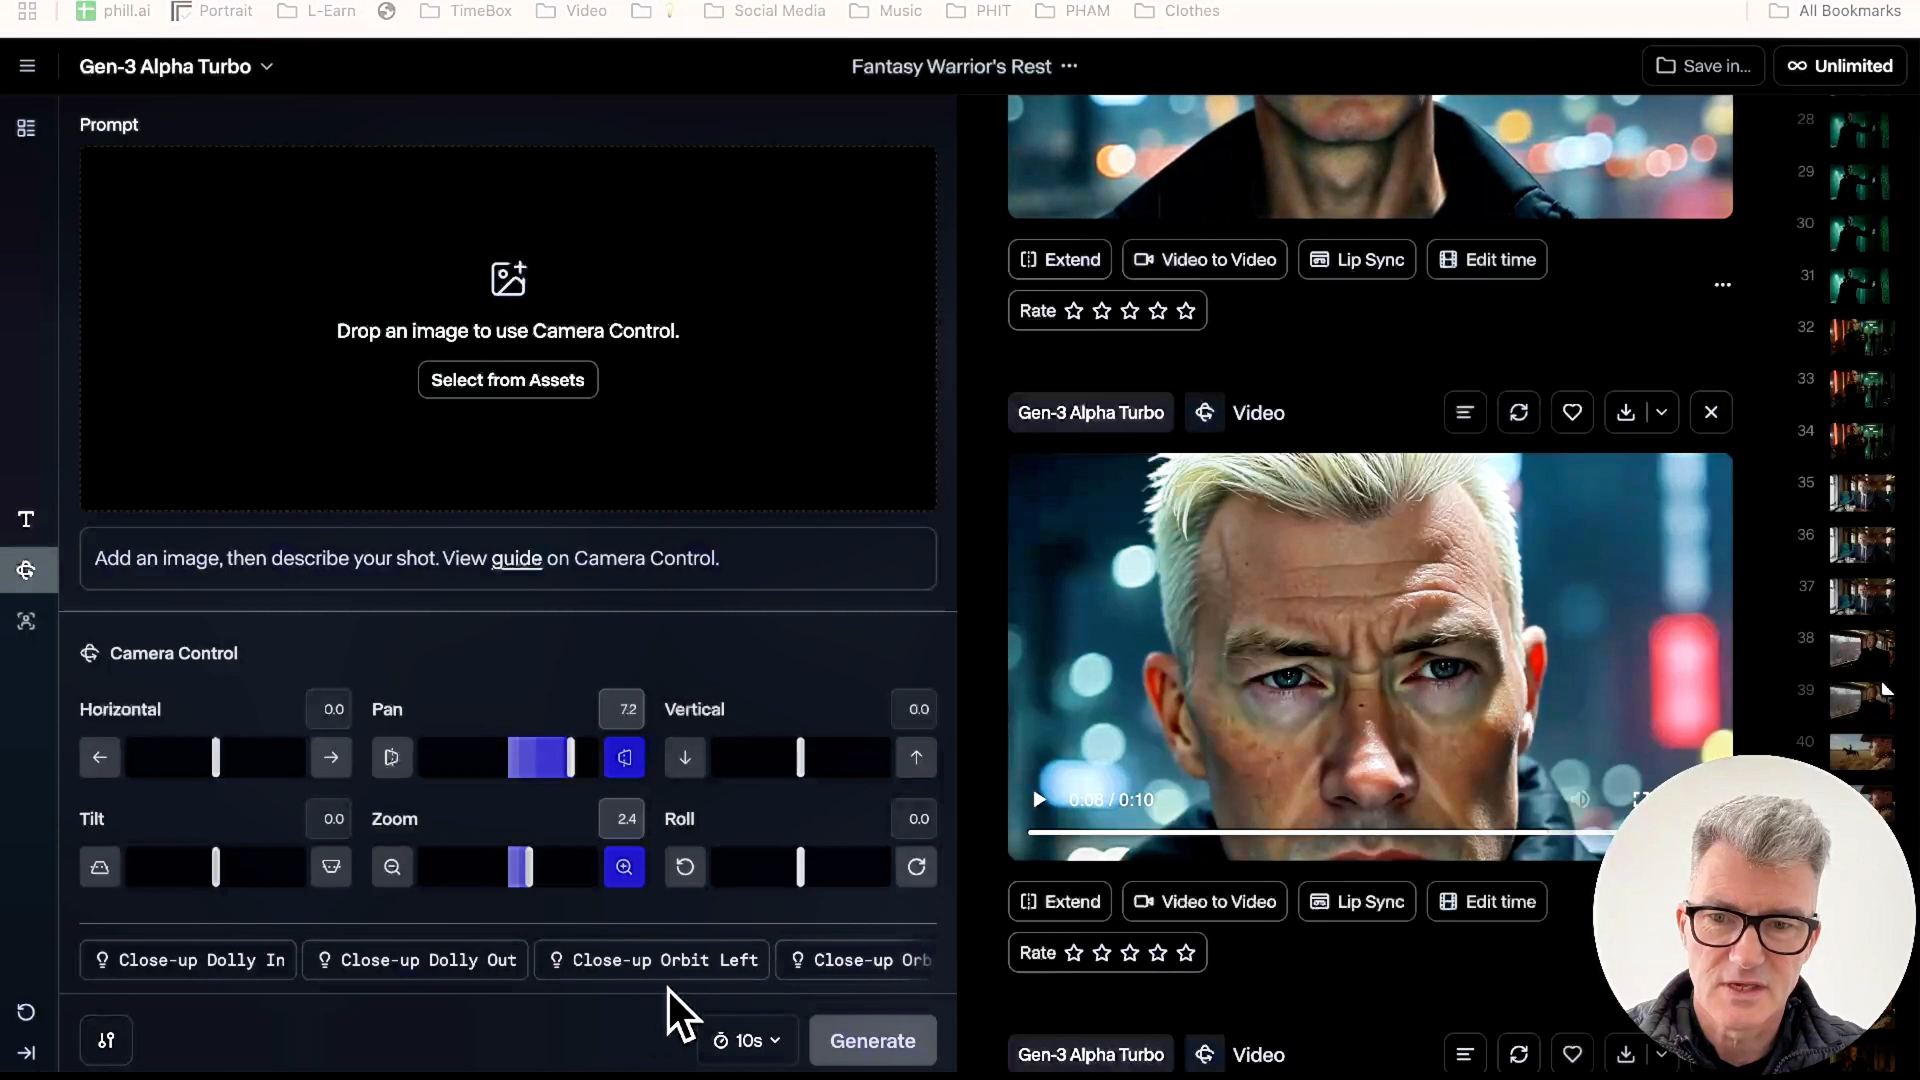 phill.ai Portrait L-Earn TimeBox Video Social Media Music PHIT PHAM Clothes All Bookmarks
Gen-3 Alpha Turbo Fantasy Warrior's Rest ··· Save in... Unlimited
Prompt
Drop an image to use Camera Control.
Select from Assets
Add an image, then describe your shot. View guide on Camera Control.
Camera Control
Horizontal 0.0 Pan 7.2 Vertical 0.0
Tilt 0.0 Zoom 2.4 Roll 0.0
Close-up Dolly In Close-up Dolly Out Close-up Orbit Left Close-up Orb
10s Generate
T
Extend Video to Video Lip Sync Edit time
Rate
Gen-3 Alpha Turbo Video
0:08 / 0:10
Extend Video to Video Lip Sync Edit time
Rate
Gen-3 Alpha Turbo Video
28
29
30
31
32
33
34
35
36
37
38
39
40